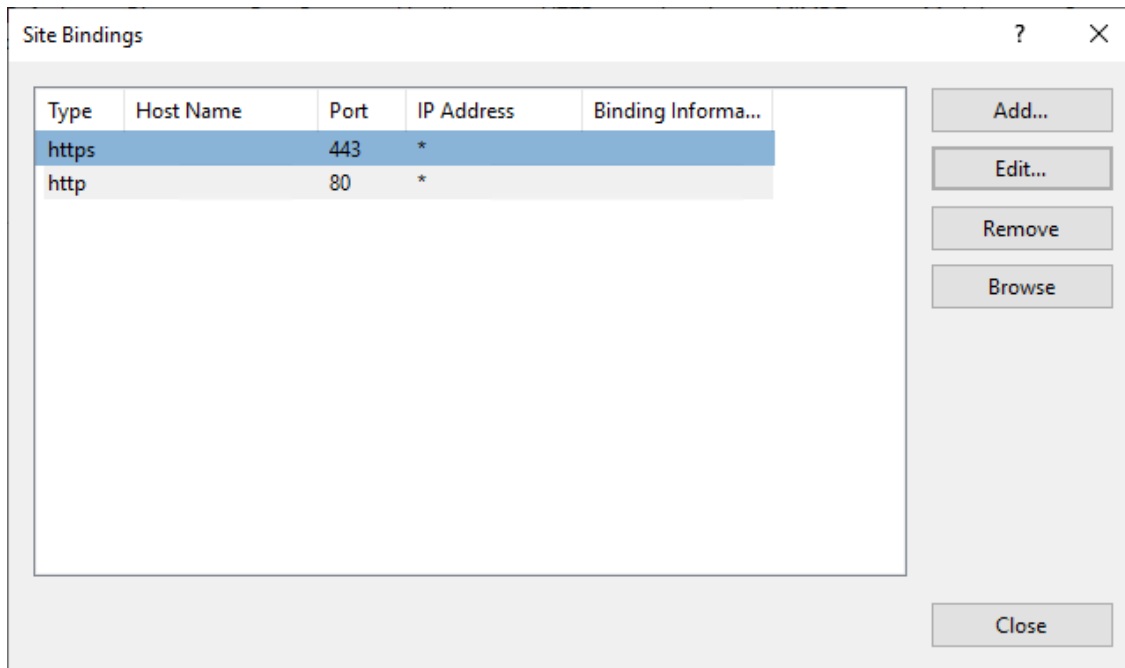 Site Bindings ?
Type Host Name Port IP Address Binding Informa... Add...
https 443 *
http 80 * Edit...
Remove
Browse
Close